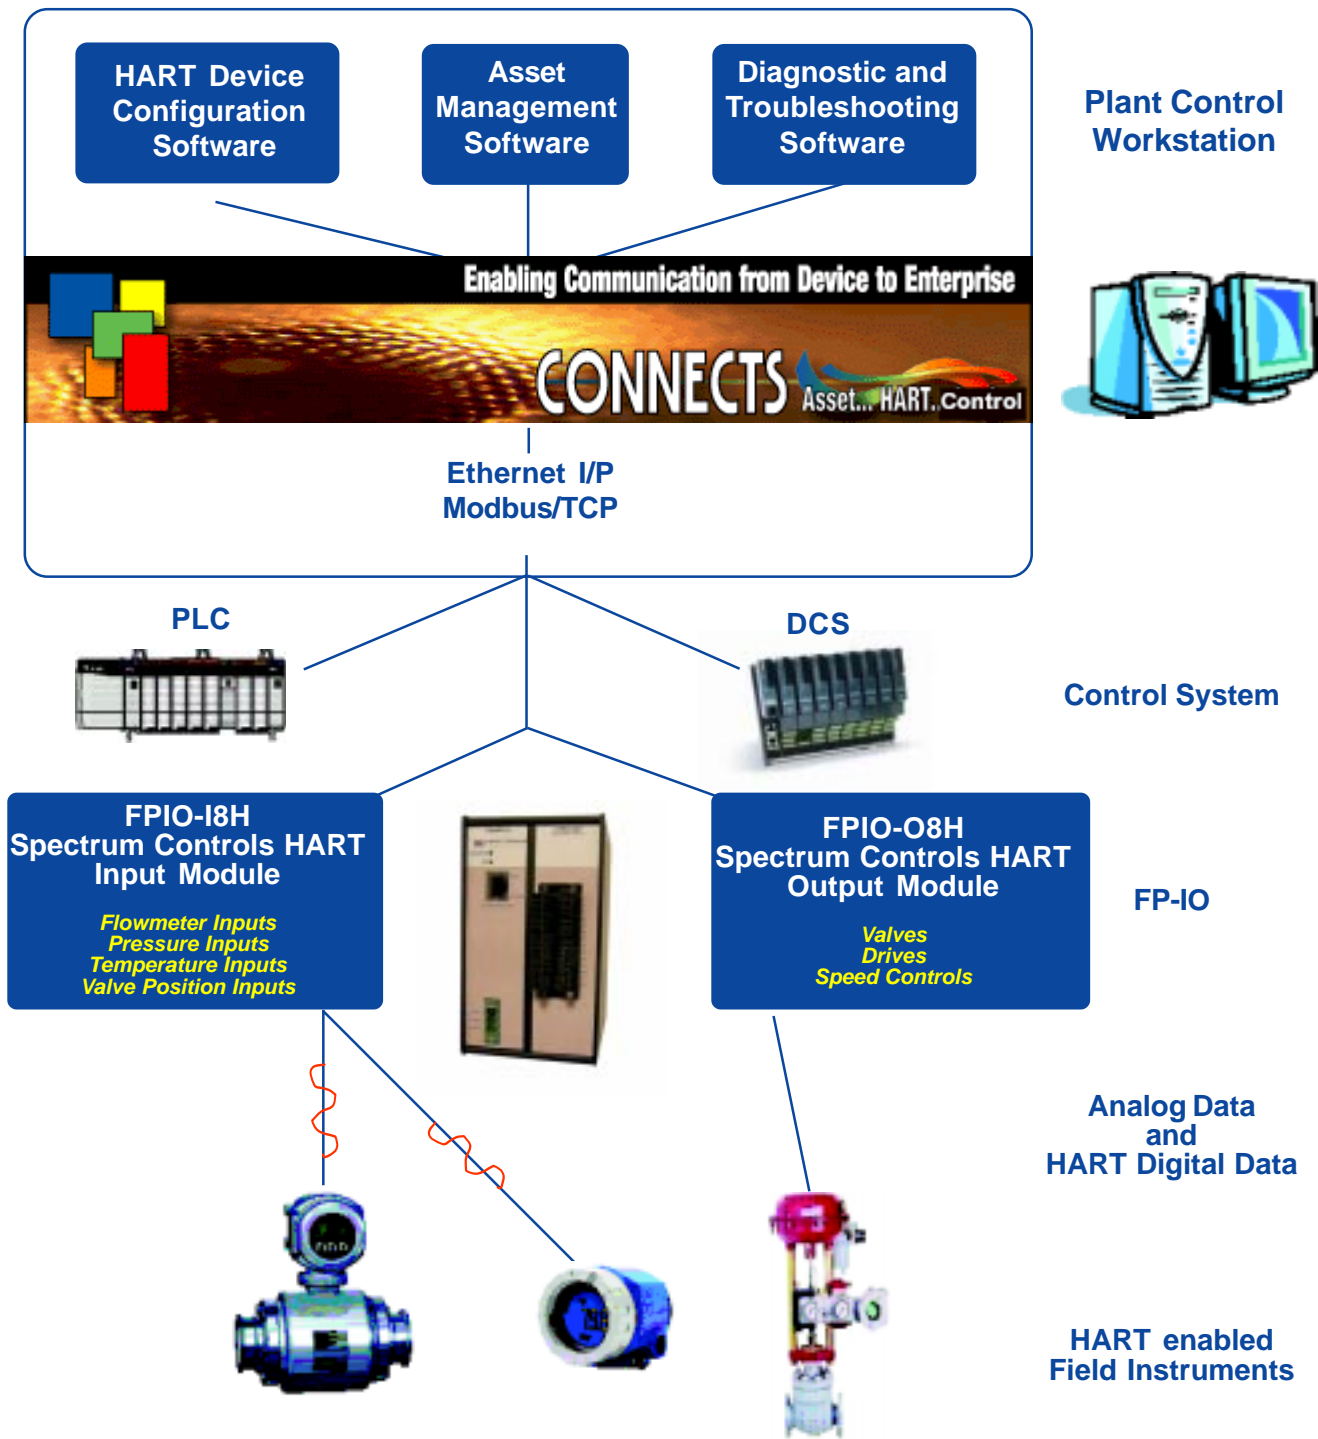 HART Device
Configuration
Software
Asset
Management
Software
Diagnostic and
Troubleshooting
Software
Plant Control
Workstation
Enabling Communication from Device to Enterprise
CONNECTS
Asset... HART.. Control
Ethernet I/P
Modbus/TCP
PLC
DCS
Control System
FPIO-I8H
Spectrum Controls HART
Input Module
Flowmeter Inputs
Pressure Inputs
Temperature Inputs
Valve Position Inputs
FPIO-O8H
Spectrum Controls HART
Output Module
Valves
Drives
Speed Controls
FP-IO
Analog Data
and
HART Digital Data
HART enabled
Field Instruments